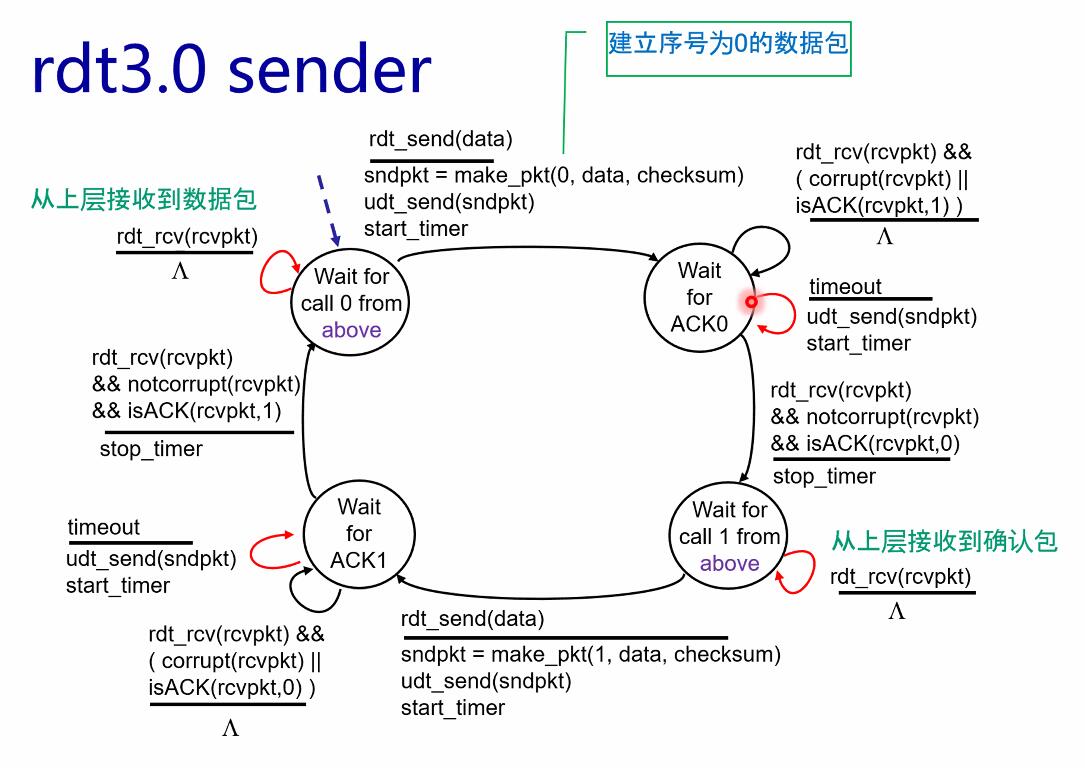 rdt3.0 sender
建立序号为0的数据包
rdt_send(data)
sndpkt = make_pkt(0, data, checksum)
udt_send(sndpkt)
start_timer
rdt_rcv(rcvpkt) &&
( corrupt(rcvpkt) ||
isACK(rcvpkt,1) )
Λ
从上层接收到数据包
rdt_rcv(rcvpkt)
Λ
Wait for
call 0 from
above
Wait
for
ACK0
timeout
udt_send(sndpkt)
start_timer
rdt_rcv(rcvpkt)
&& notcorrupt(rcvpkt)
&& isACK(rcvpkt,1)
stop_timer
rdt_rcv(rcvpkt)
&& notcorrupt(rcvpkt)
&& isACK(rcvpkt,0)
stop_timer
Wait
for
ACK1
Wait for
call 1 from
above
timeout
udt_send(sndpkt)
start_timer
从上层接收到确认包
rdt_rcv(rcvpkt)
Λ
rdt_rcv(rcvpkt) &&
( corrupt(rcvpkt) ||
isACK(rcvpkt,0) )
Λ
rdt_send(data)
sndpkt = make_pkt(1, data, checksum)
udt_send(sndpkt)
start_timer